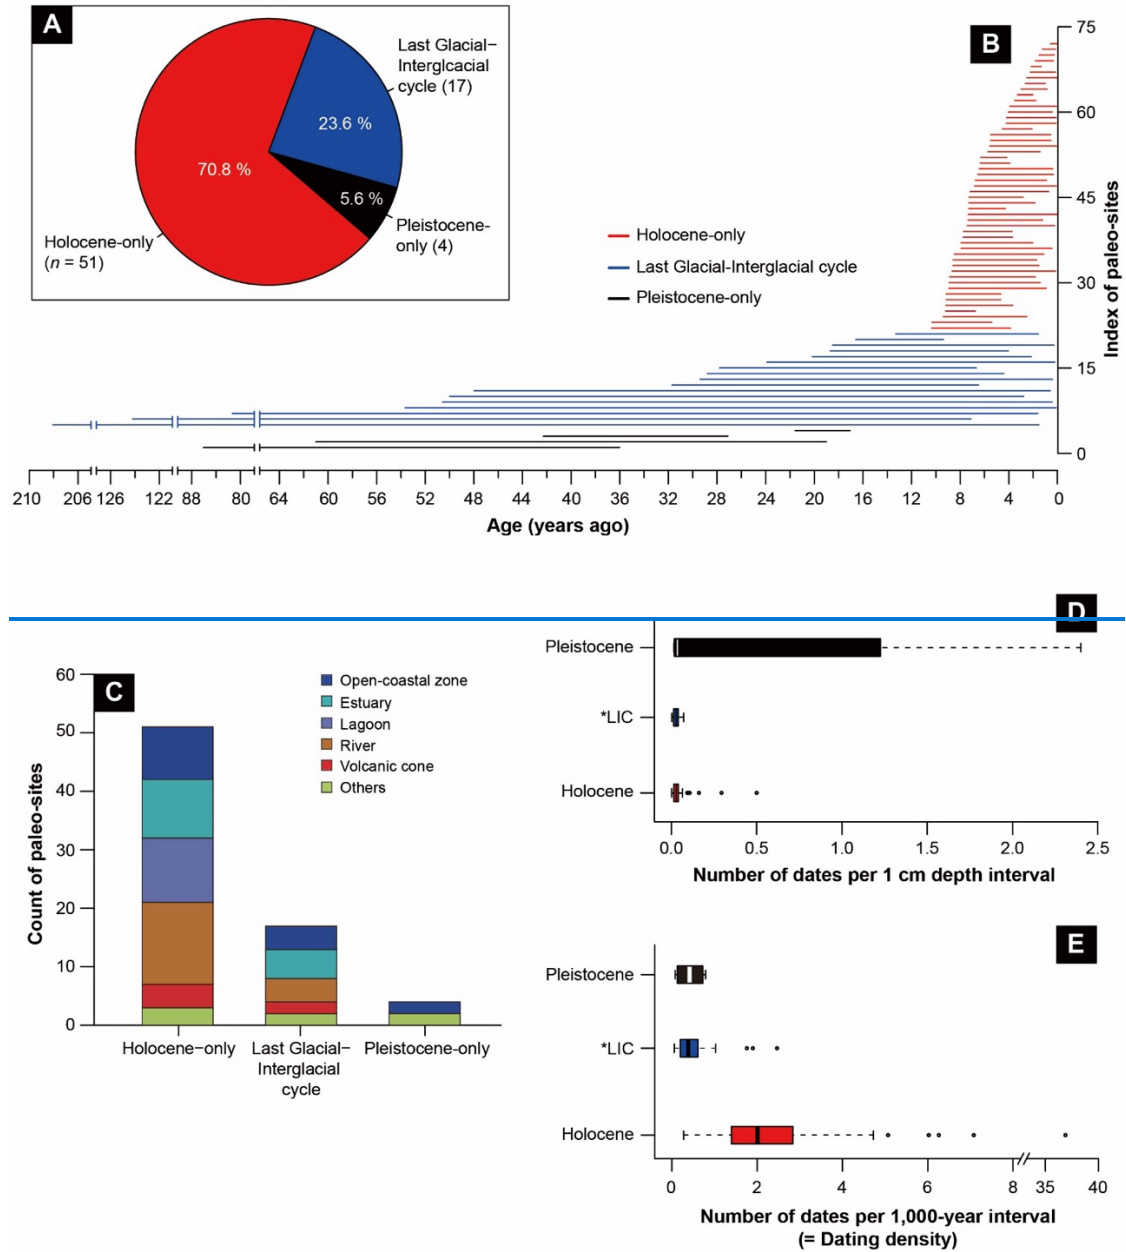 A
Last Glacial–
Interglcacial
cycle (17)
23.6 %
70.8 %
5.6 %
Pleistocene-
only (4)
Holocene-only
(n = 51)
B
75
60
45
30
15
0
Index of paleo-sites
Holocene-only
Last Glacial-Interglacial cycle
Pleistocene-only
210 206 126 122 88 80 64 60 56 52 48 44 40 36 32 28 24 20 16 12 8 4 0
Age (years ago)
C
60
50
40
30
20
10
0
Count of paleo-sites
Open-coastal zone
Estuary
Lagoon
River
Volcanic cone
Others
Holocene–only
Last Glacial–
Interglacial
cycle
Pleistocene-only
D
Pleistocene
*LIC
Holocene
0.0 0.5 1.0 1.5 2.0 2.5
Number of dates per 1 cm depth interval
E
Pleistocene
*LIC
Holocene
0 2 4 6 8 35 40
Number of dates per 1,000-year interval
(= Dating density)